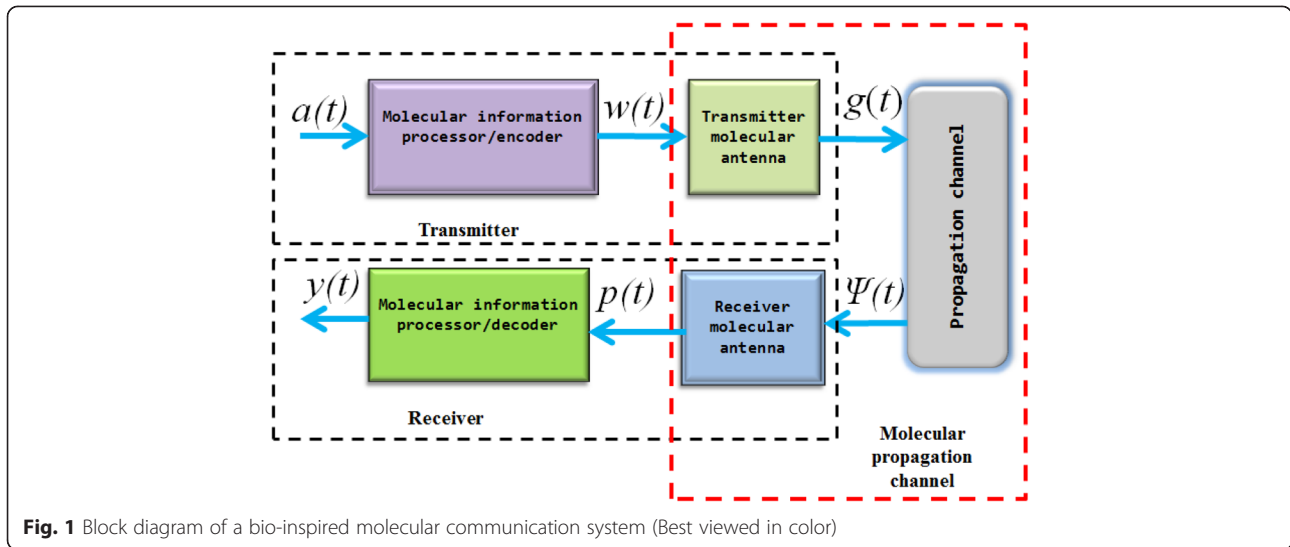 a(t)
Molecular information
processor/encoder
w(t)
Transmitter
molecular
antenna
g(t)
Transmitter
Propagation channel
y(t)
Molecular information
processor/decoder
p(t)
Receiver
molecular
antenna
Ψ(t)
Receiver
Molecular
propagation
channel
Fig. 1 Block diagram of a bio-inspired molecular communication system (Best viewed in color)